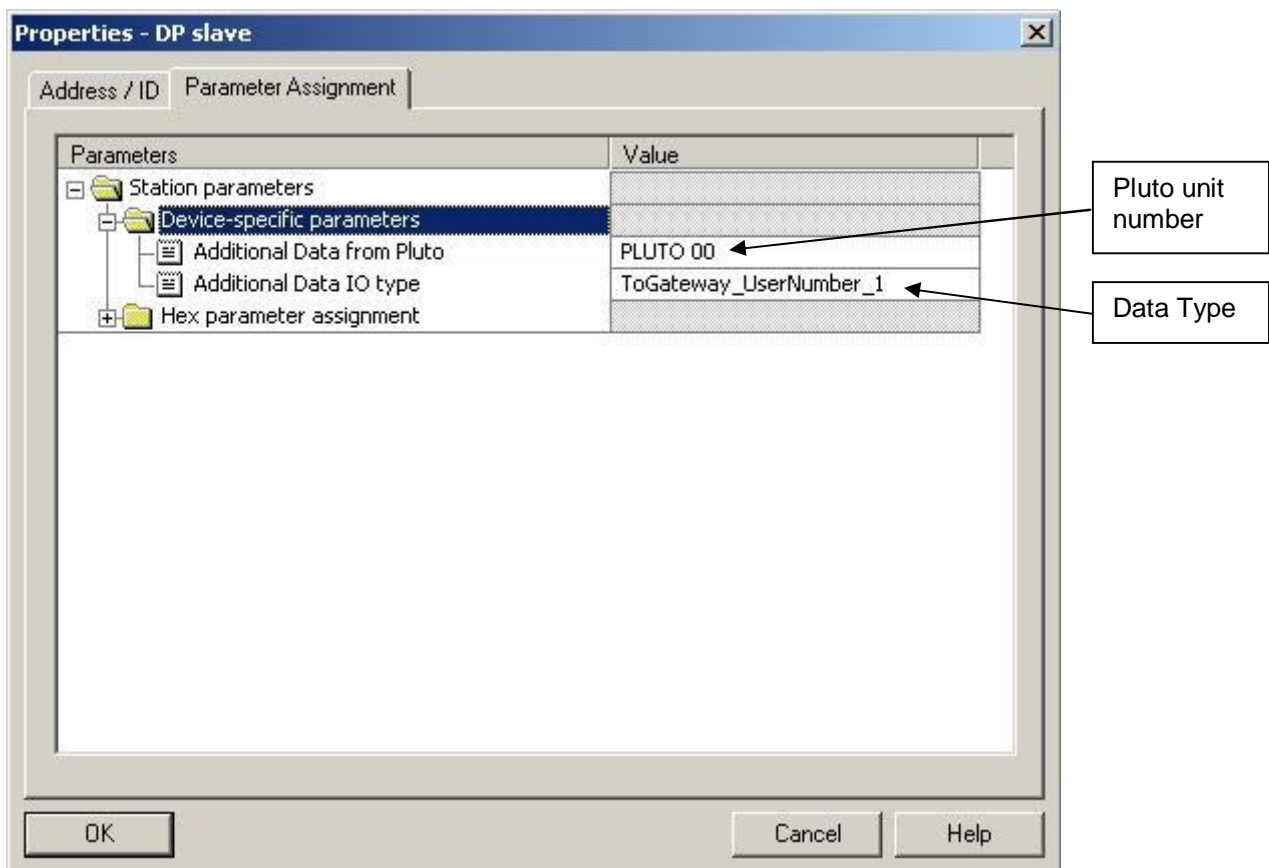 Properties - DP slave
Address / ID
Parameter Assignment
Parameters
Value
Station parameters
Device-specific parameters
Additional Data from Pluto
PLUTO 00
Additional Data IO type
ToGateway_UserNumber_1
Hex parameter assignment
Pluto unit
number
Data Type
OK
Cancel
Help